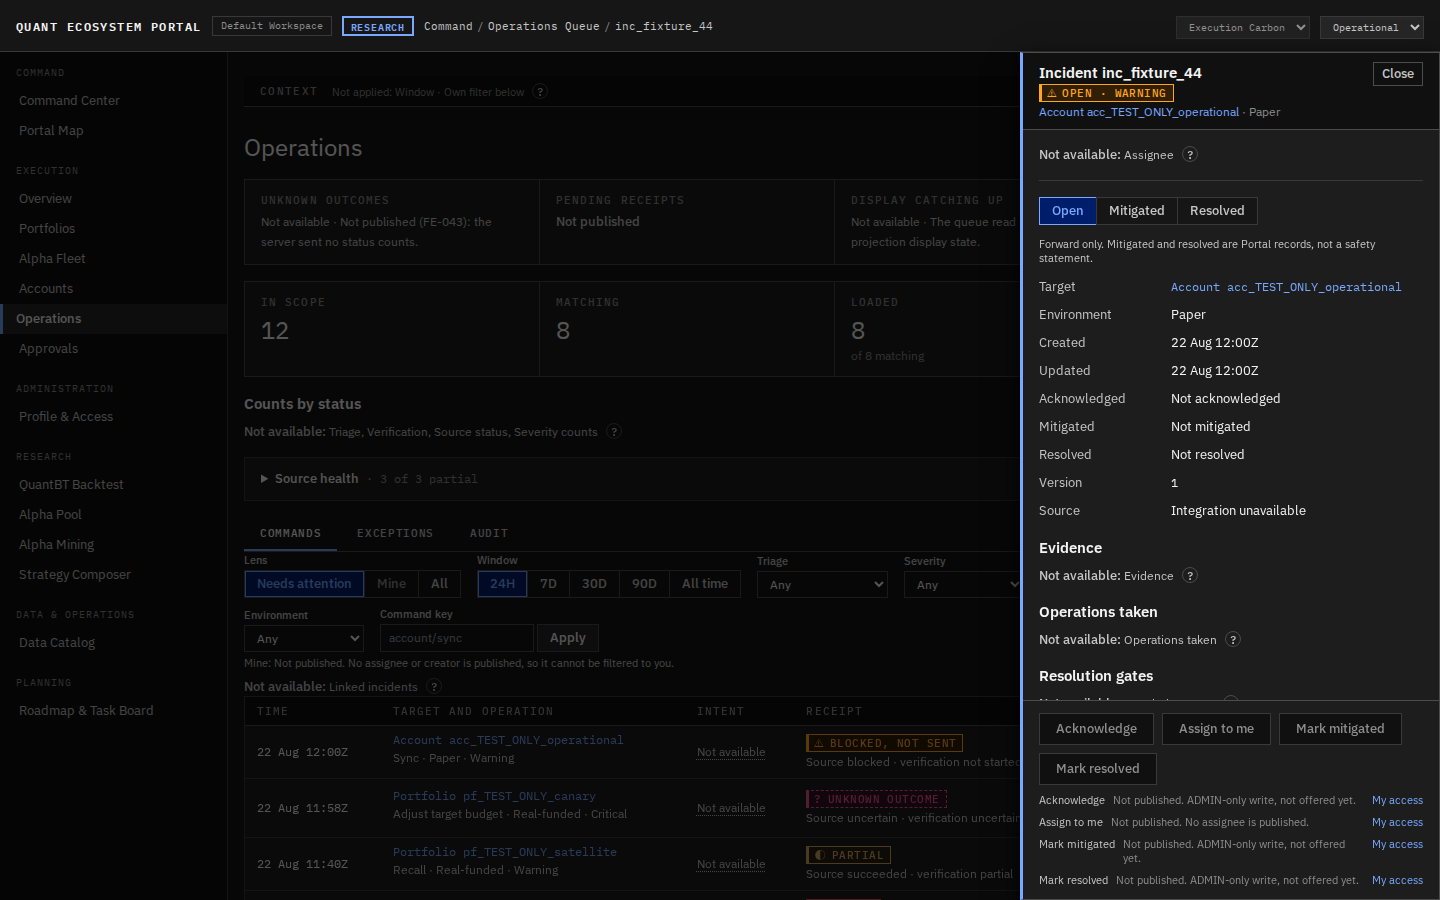 QUANT ECOSYSTEM PORTAL
Default Workspace
RESEARCH
Command / Operations Queue / inc_fixture_44
Execution Carbon
Operational
COMMAND
Command Center
Portal Map
EXECUTION
Overview
Portfolios
Alpha Fleet
Accounts
Operations
Approvals
ADMINISTRATION
Profile & Access
RESEARCH
QuantBT Backtest
Alpha Pool
Alpha Mining
Strategy Composer
DATA & OPERATIONS
Data Catalog
PLANNING
Roadmap & Task Board
CONTEXT Not applied: Window · Own filter below ?
Operations
UNKNOWN OUTCOMES
Not available · Not published (FE-043): the
server sent no status counts.
PENDING RECEIPTS
Not published
DISPLAY CATCHING UP
Not available · The queue read
projection display state.
IN SCOPE
12
MATCHING
8
LOADED
8
of 8 matching
Counts by status
Not available: Triage, Verification, Source status, Severity counts ?
Source health · 3 of 3 partial
COMMANDS EXCEPTIONS AUDIT
Lens
Needs attention Mine All
Window
24H 7D 30D 90D All time
Triage
Any
Severity
Any
Environment
Any
Command key
account/sync
Apply
Mine: Not published. No assignee or creator is published, so it cannot be filtered to you.
Not available: Linked incidents ?
TIME TARGET AND OPERATION INTENT RECEIPT
22 Aug 12:00Z
Account acc_TEST_ONLY_operational
Sync · Paper · Warning
Not available
⚠ BLOCKED, NOT SENT
Source blocked · verification not started
22 Aug 11:58Z
Portfolio pf_TEST_ONLY_canary
Adjust target budget · Real-funded · Critical
Not available
? UNKNOWN OUTCOME
Source uncertain · verification uncertain
22 Aug 11:40Z
Portfolio pf_TEST_ONLY_satellite
Recall · Real-funded · Warning
Not available
PARTIAL
Source succeeded · verification partial
Incident inc_fixture_44
Close
⚠ OPEN · WARNING
Account acc_TEST_ONLY_operational · Paper
Not available: Assignee ?
Open Mitigated Resolved
Forward only. Mitigated and resolved are Portal records, not a safety
statement.
Target Account acc_TEST_ONLY_operational
Environment Paper
Created 22 Aug 12:00Z
Updated 22 Aug 12:00Z
Acknowledged Not acknowledged
Mitigated Not mitigated
Resolved Not resolved
Version 1
Source Integration unavailable
Evidence
Not available: Evidence ?
Operations taken
Not available: Operations taken ?
Resolution gates
Acknowledge Assign to me Mark mitigated
Mark resolved
Acknowledge Not published. ADMIN-only write, not offered yet. My access
Assign to me Not published. No assignee is published. My access
Mark mitigated Not published. ADMIN-only write, not offered My access
yet.
Mark resolved Not published. ADMIN-only write, not offered yet. My access